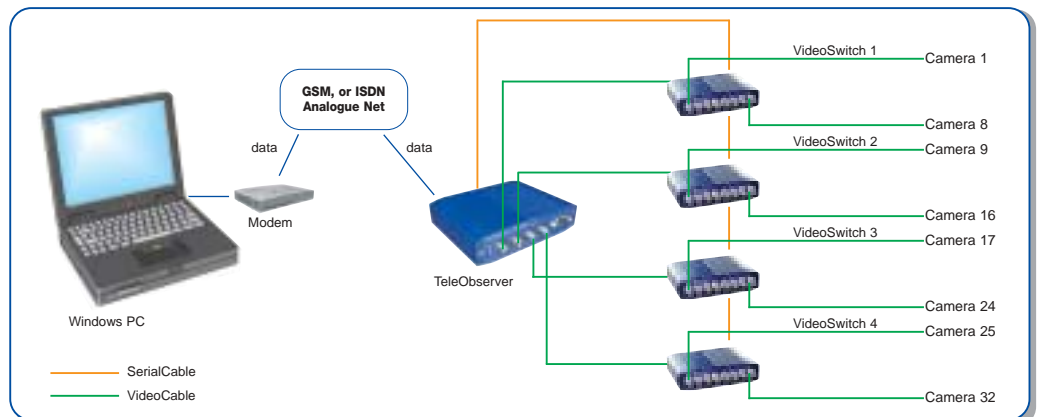 VideoSwitch 1
Camera 1
GSM, or ISDN
Analogue Net
data
data
Camera 8
VideoSwitch 2
Camera 9
Modem
Camera 16
VideoSwitch 3
Camera 17
TeleObserver
Camera 24
Windows PC
VideoSwitch 4
Camera 25
SerialCable
VideoCable
Camera 32